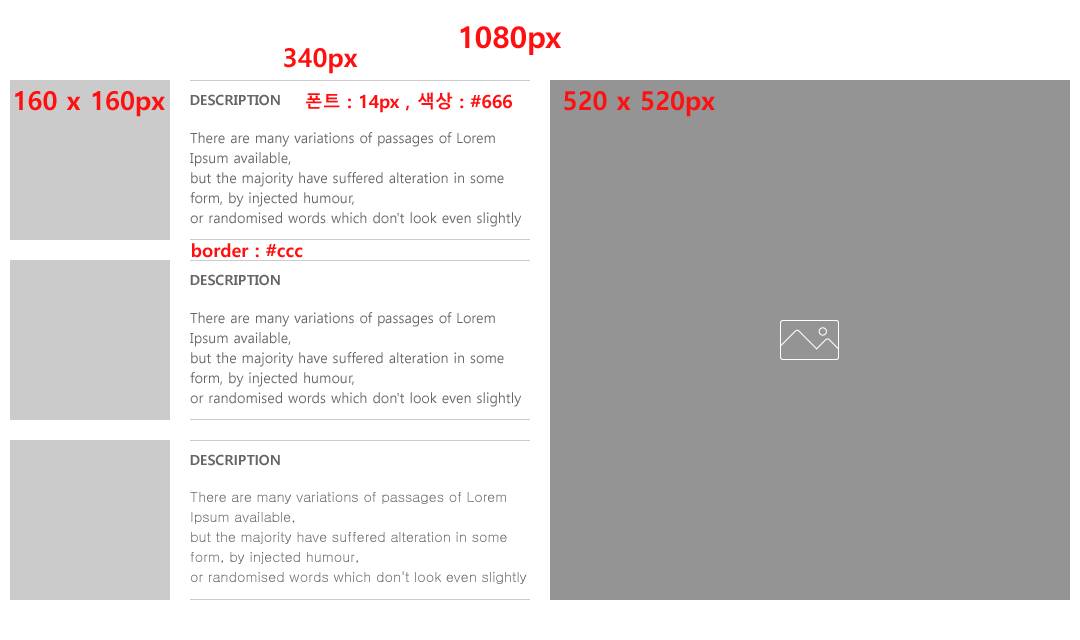 1080px
340px
160 x 160px
DESCRIPTION
폰트 : 14px , 색상 : #666
There are many variations of passages of Lorem
Ipsum available,
but the majority have suffered alteration in some
form, by injected humour,
or randomised words which don't look even slightly
border : #ccc
DESCRIPTION
There are many variations of passages of Lorem
Ipsum available,
but the majority have suffered alteration in some
form, by injected humour,
or randomised words which don't look even slightly
DESCRIPTION
There are many variations of passages of Lorem
Ipsum available,
but the majority have suffered alteration in some
form, by injected humour,
or randomised words which don't look even slightly
520 x 520px